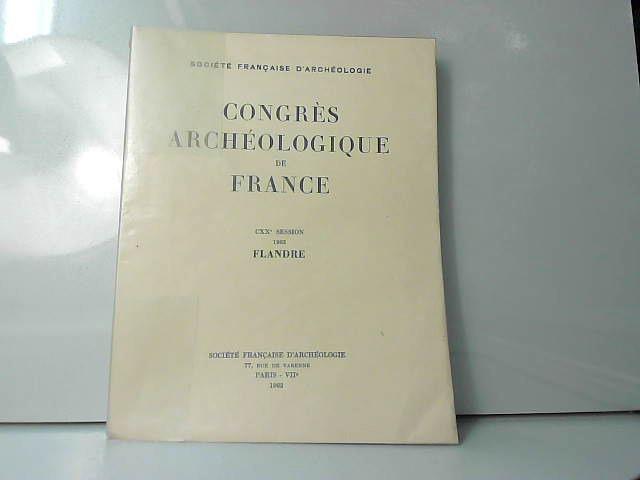 SOCIÉTÉ FRANÇAISE D'ARCHÉOLOGIE
CONGRÈS
ARCHÉOLOGIQUE
DE
FRANCE
CXXe SESSION
1962
FLANDRE
SOCIÉTÉ FRANÇAISE D'ARCHÉOLOGIE
77, RUE DE VARENNE
PARIS - VIIe
1962